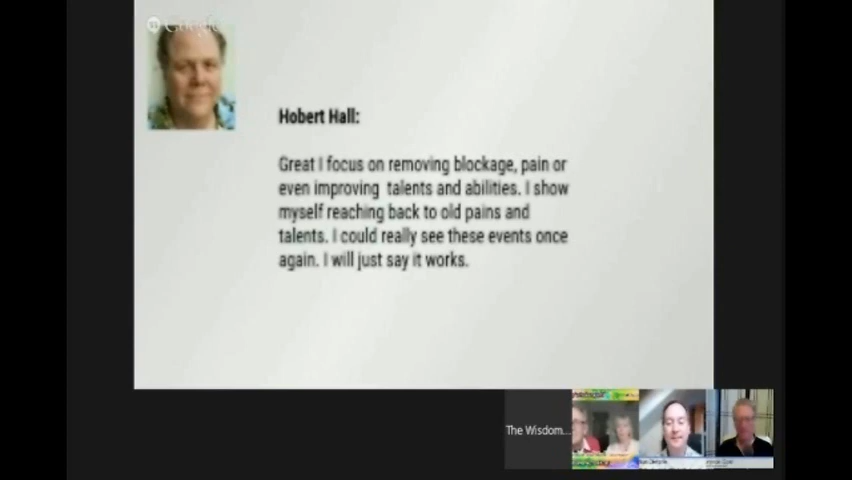 Google
Hobert Hall:
Great I focus on removing blockage, pain or
even improving talents and abilities. I show
myself reaching back to old pains and
talents. I could really see these events once
again. I will just say it works.
The Wisdom...